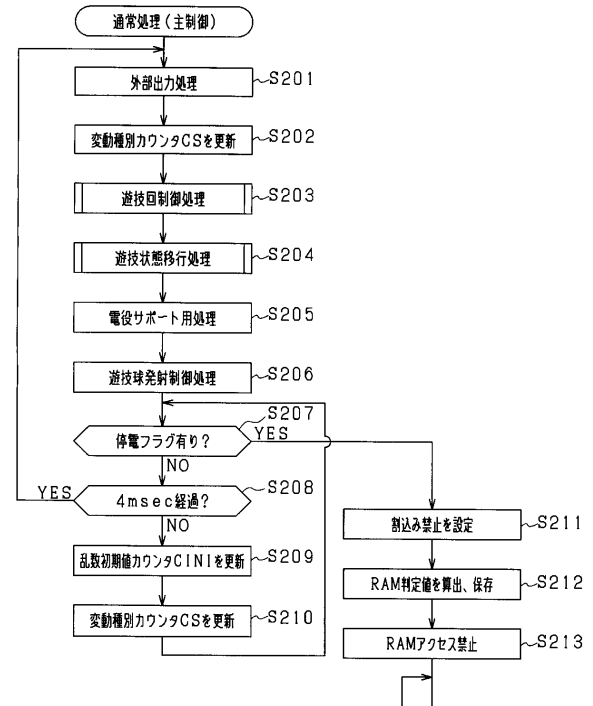 通常処理(主制御)
外部出力処理
S201
変動種別カウンタCSを更新
S202
遊技回制御処理
S203
遊技状態移行処理
S204
電役サポート用処理
S205
遊技球発射制御処理
S206
停電フラグ有り?
S207
YES
NO
4msec経過?
S208
YES
NO
乱数初期値カウンタCINIを更新
S209
変動種別カウンタCSを更新
S210
割込み禁止を設定
S211
RAM判定値を算出、保存
S212
RAMアクセス禁止
S213